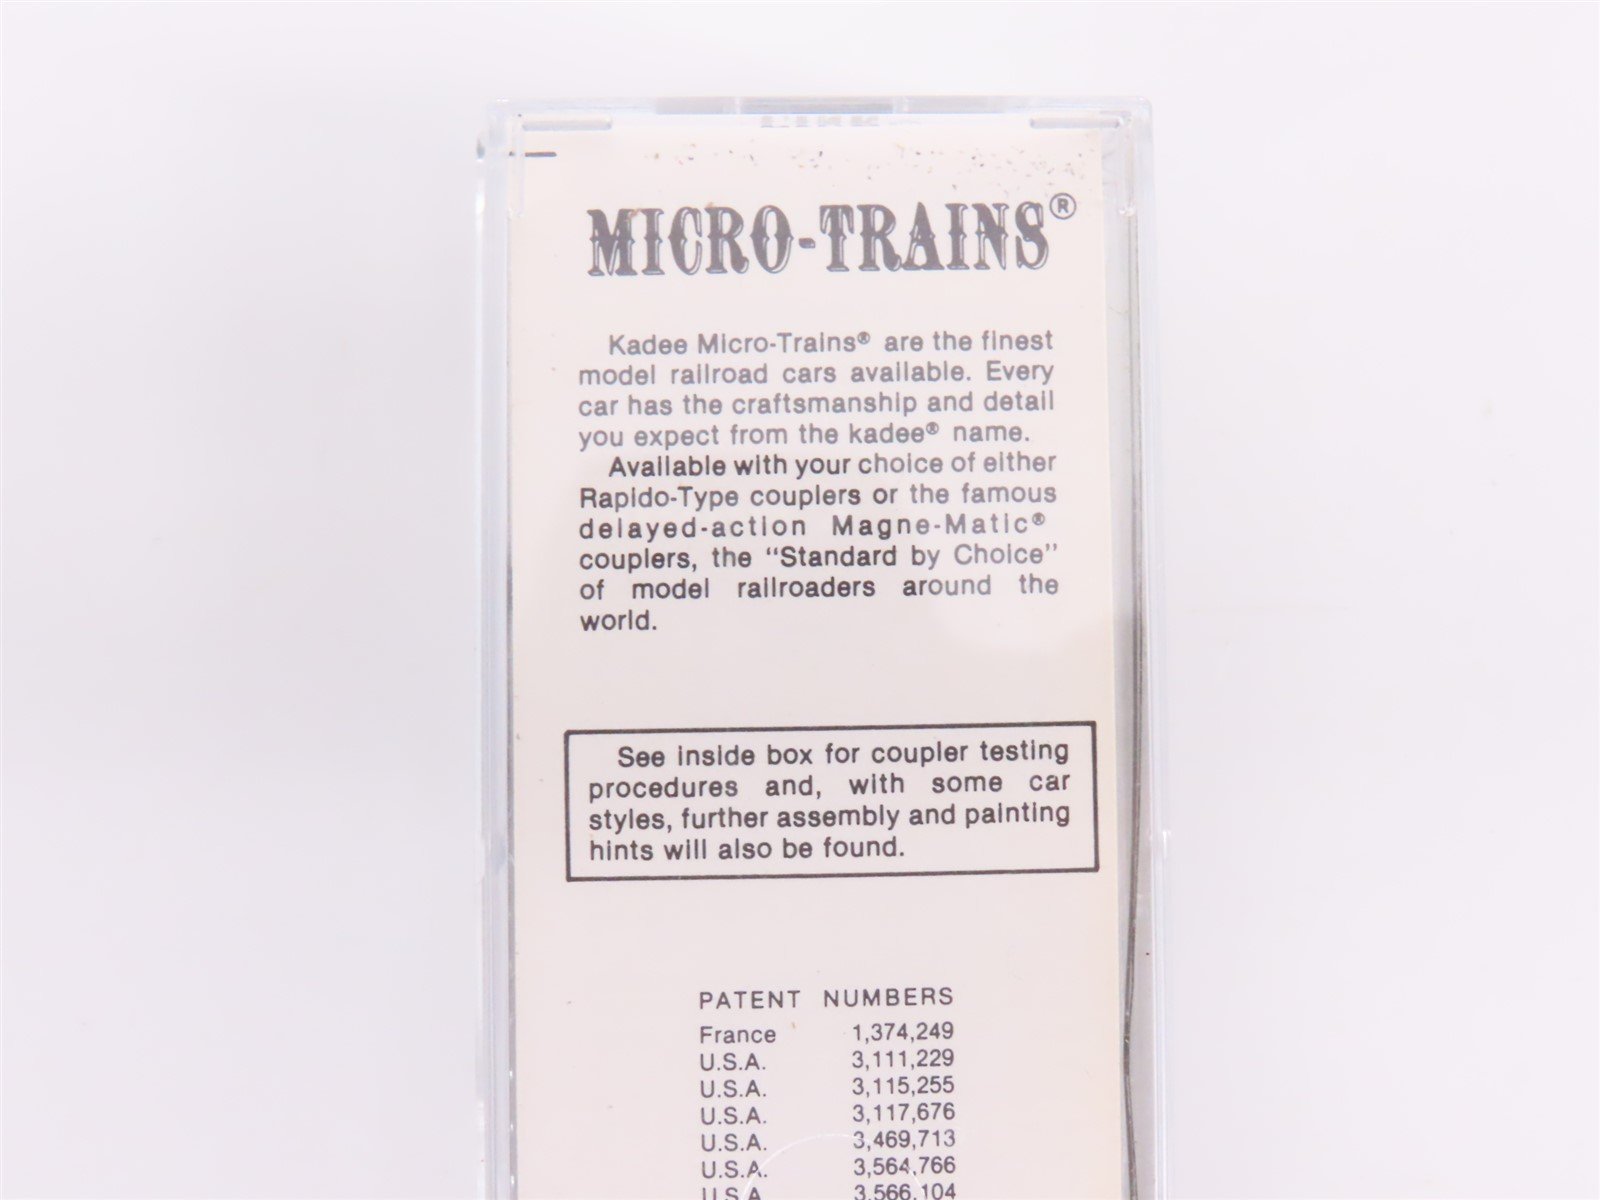 MICRO-TRAINS®
Kadee Micro-Trains® are the finest
model railroad cars available. Every
car has the craftsmanship and detail
you expect from the kadee® name.
Available with your choice of either
Rapido-Type couplers or the famous
delayed-action Magne-Matic®
couplers, the “Standard by Choice”
of model railroaders around the
world.
See inside box for coupler testing
procedures and, with some car
styles, further assembly and painting
hints will also be found.
PATENT NUMBERS
France 1,374,249
U.S.A. 3,111,229
U.S.A. 3,115,255
U.S.A. 3,117,676
U.S.A. 3,469,713
U.S.A. 3,564,766
U.S.A. 3,566,104